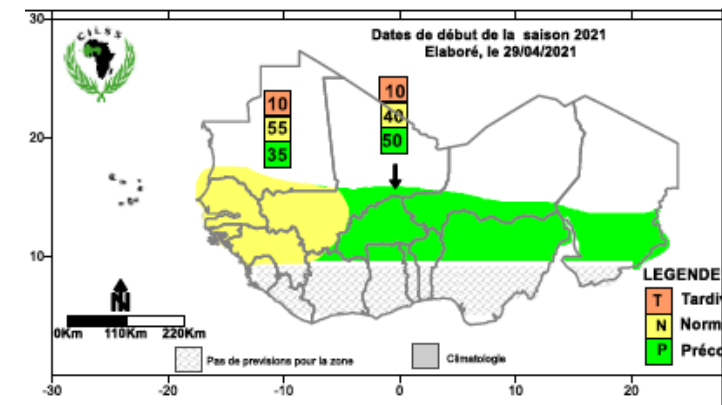 30
CILSS
Dates de début de la saison 2021
Elaboré, le 29/04/2021
10
55
35
10
40
50
20
10
N
0Km 110Km 220Km
LEGENDE
T Tardiv
N Norm
P Préco
Pas de previsions pour la zone
Climatologie
-30 -20 -10 0 10 20